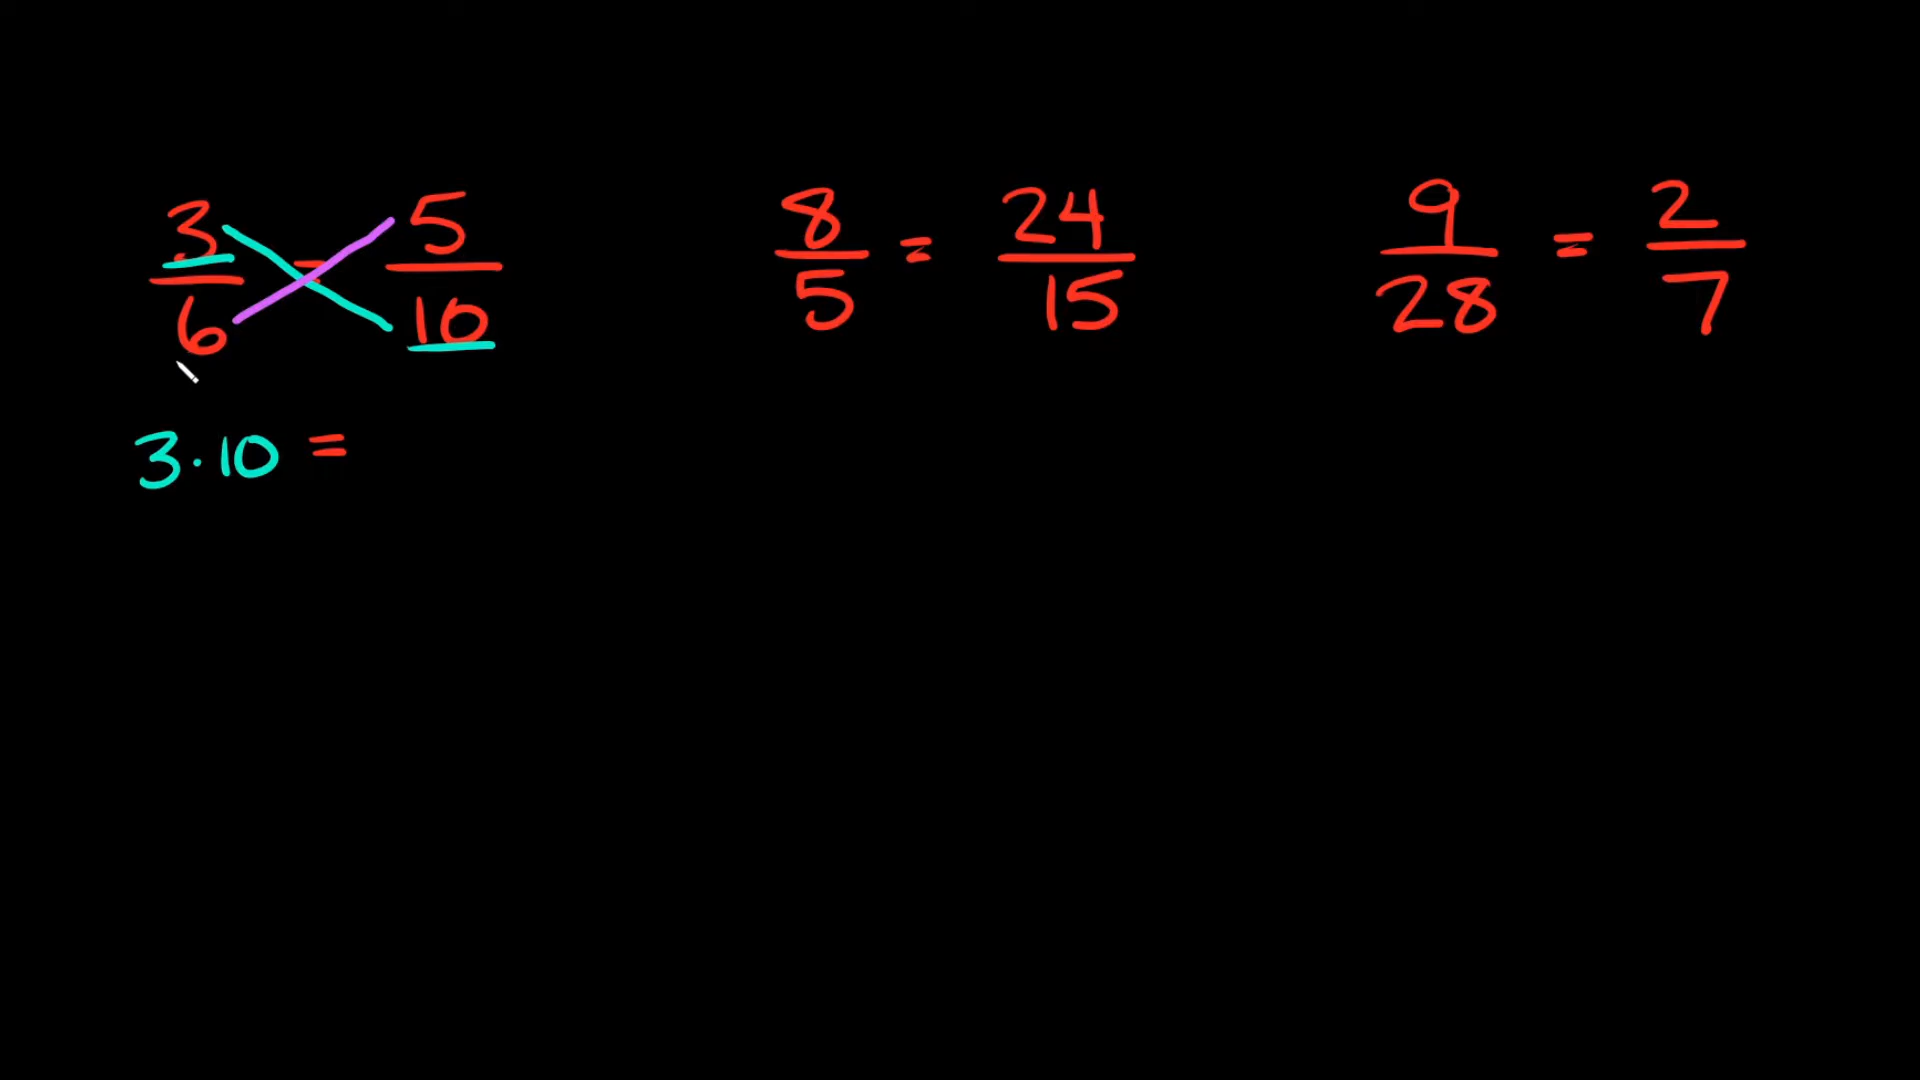 3/6 = 5/10
8/5 = 24/15
9/28 = 2/7
3·10 =